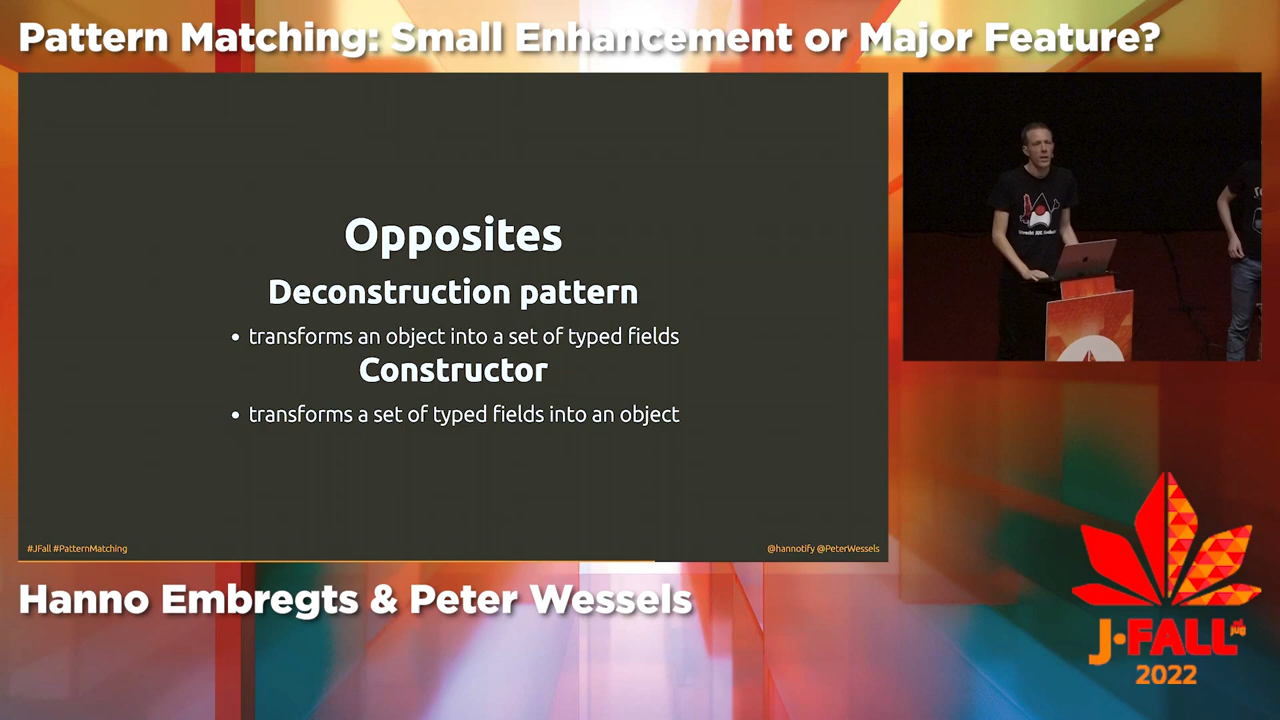 Pattern Matching: Small Enhancement or Major Feature?
Opposites
Deconstruction pattern
• transforms an object into a set of typed fields
Constructor
• transforms a set of typed fields into an object
#JFall #PatternMatching
@hannotify @PeterWessels
Hanno Embregts & Peter Wessels
J•FALL
nljug
2022